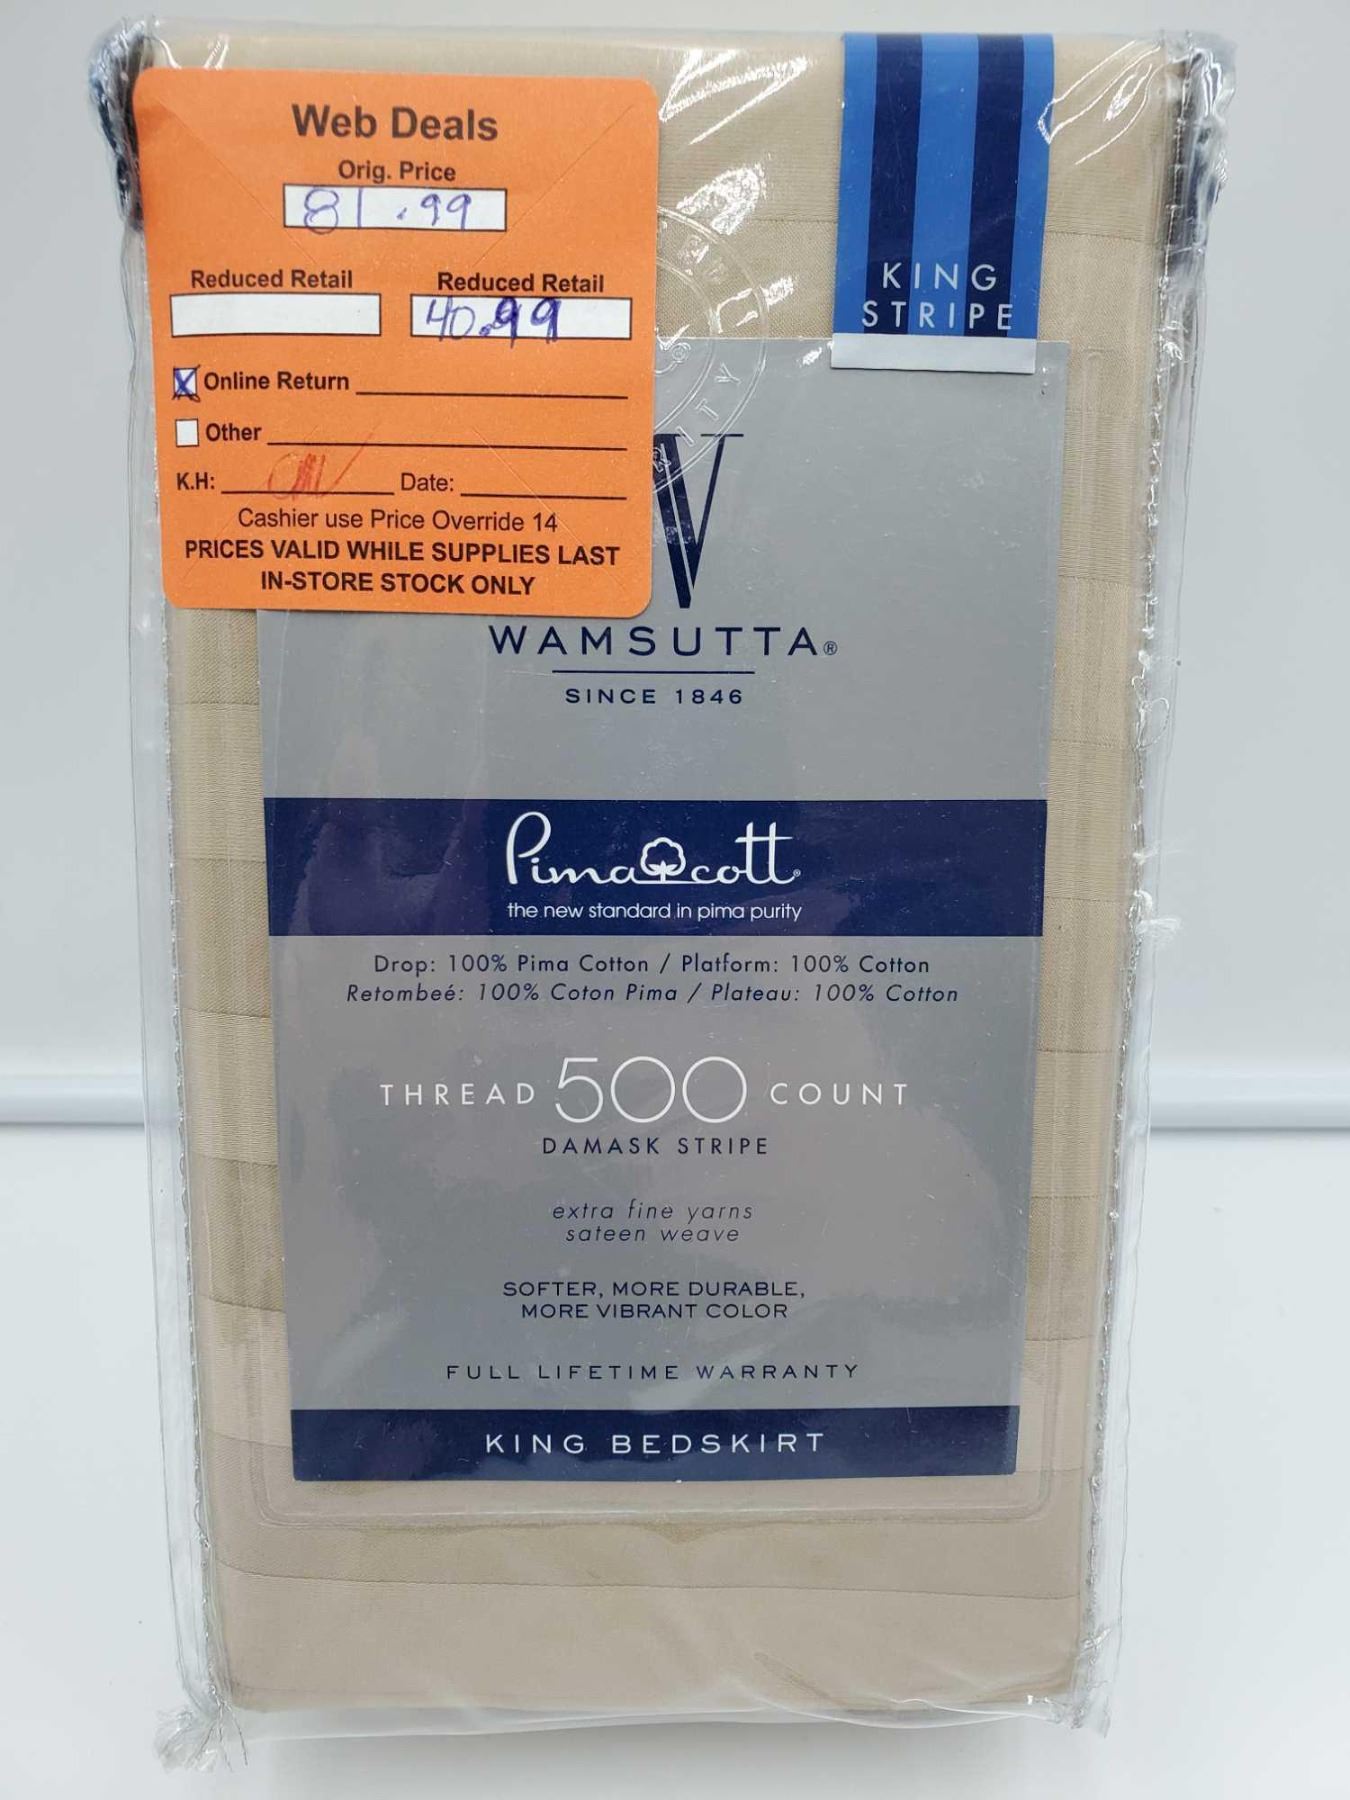 Web Deals
Orig. Price
81.99
Reduced Retail Reduced Retail
40.99
Online Return
Other
K.H: Date:
Cashier use Price Override 14
PRICES VALID WHILE SUPPLIES LAST
IN-STORE STOCK ONLY
KING
STRIPE
W
WAMSUTTA®
SINCE 1846
Pimacott®
the new standard in pima purity
Drop: 100% Pima Cotton / Platform: 100% Cotton
Retombeé: 100% Coton Pima / Plateau: 100% Cotton
THREAD 500 COUNT
DAMASK STRIPE
extra fine yarns
sateen weave
SOFTER, MORE DURABLE,
MORE VIBRANT COLOR
FULL LIFETIME WARRANTY
KING BEDSKIRT